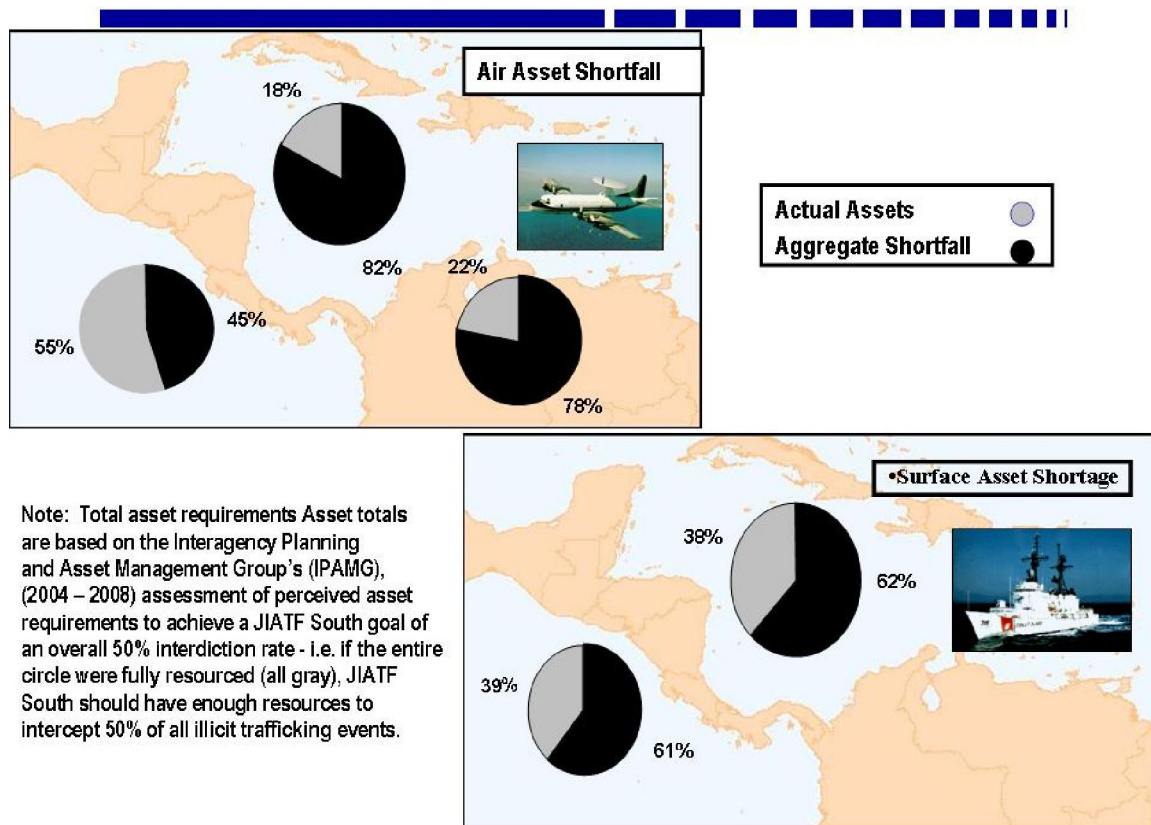 Air Asset Shortfall
18%
82%
22%
55%
45%
78%
Actual Assets
Aggregate Shortfall
•Surface Asset Shortage
38%
62%
39%
61%
Note: Total asset requirements Asset totals
are based on the Interagency Planning
and Asset Management Group's (IPAMG),
(2004 – 2008) assessment of perceived asset
requirements to achieve a JIATF South goal of
an overall 50% interdiction rate - i.e. if the entire
circle were fully resourced (all gray), JIATF
South should have enough resources to
intercept 50% of all illicit trafficking events.